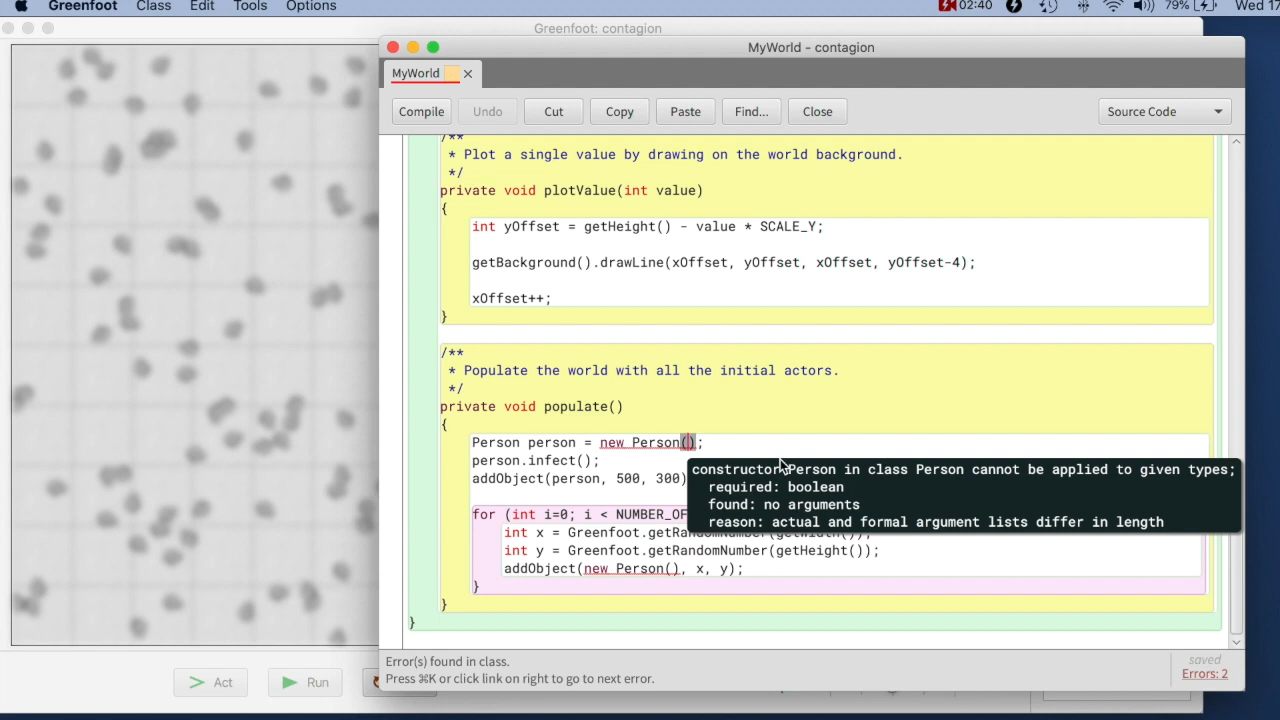 Greenfoot Class Edit Tools Options 02:40 79% Wed 17
Greenfoot: contagion
MyWorld - contagion
MyWorld
Compile Undo Cut Copy Paste Find... Close Source Code
/**
* Plot a single value by drawing on the world background.
*/
private void plotValue(int value)
{
int yOffset = getHeight() - value * SCALE_Y;
getBackground().drawLine(xOffset, yOffset, xOffset, yOffset-4);
xOffset++;
}
/**
* Populate the world with all the initial actors.
*/
private void populate()
{
Person person = new Person();
person.infect();
addObject(person, 500, 300)
constructor Person in class Person cannot be applied to given types;
required: boolean
found: no arguments
reason: actual and formal argument lists differ in length
for (int i=0; i < NUMBER_OF
int x = Greenfoot.getRandomNumber(getWidth());
int y = Greenfoot.getRandomNumber(getHeight());
addObject(new Person(), x, y);
}
}
}
Error(s) found in class.
Press ⌘K or click link on right to go to next error.
saved
Errors: 2
Act Run